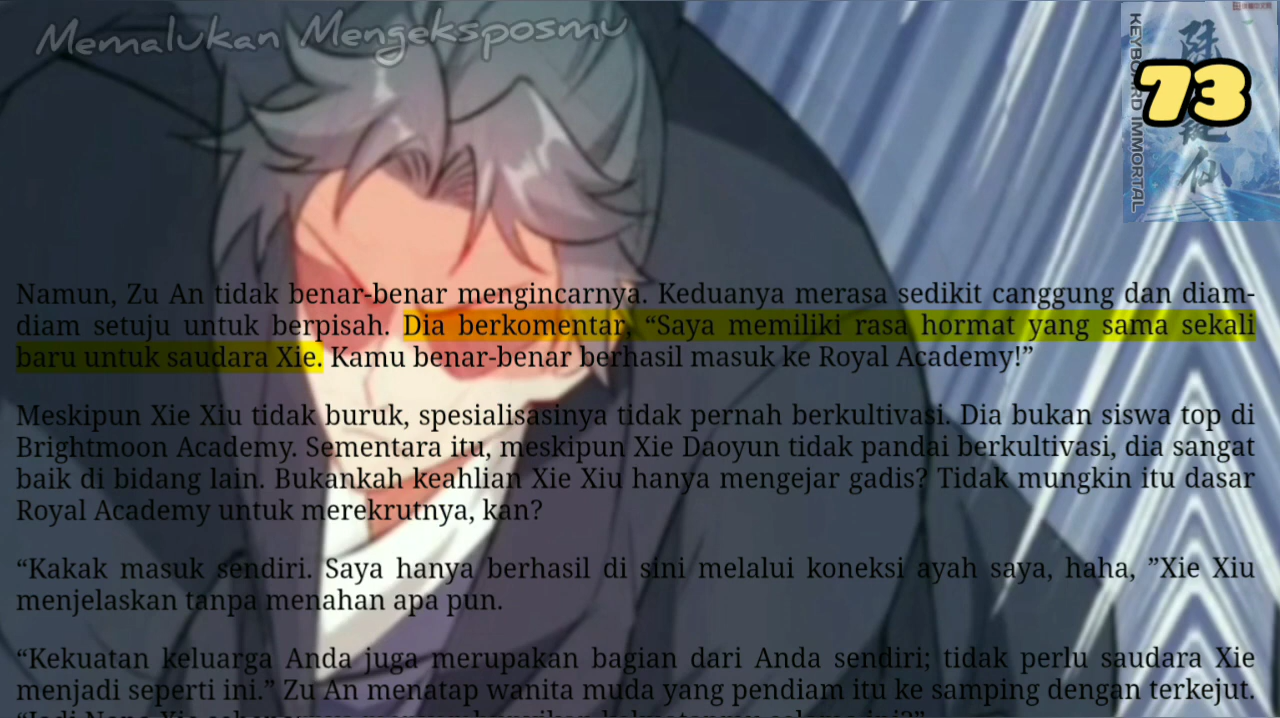 Memalukan Mengeksposmu
73
KEYBOARD IMMORTAL
Namun, Zu An tidak benar-benar mengincarnya. Keduanya merasa sedikit canggung dan diam-
diam setuju untuk berpisah. Dia berkomentar, “Saya memiliki rasa hormat yang sama sekali
baru untuk saudara Xie. Kamu benar-benar berhasil masuk ke Royal Academy!”
Meskipun Xie Xiu tidak buruk, spesialisasinya tidak pernah berkultivasi. Dia bukan siswa top di
Brightmoon Academy. Sementara itu, meskipun Xie Daoyun tidak pandai berkultivasi, dia sangat
baik di bidang lain. Bukankah keahlian Xie Xiu hanya mengejar gadis? Tidak mungkin itu dasar
Royal Academy untuk merekrutnya, kan?
“Kakak masuk sendiri. Saya hanya berhasil di sini melalui koneksi ayah saya, haha, ”Xie Xiu
menjelaskan tanpa menahan apa pun.
“Kekuatan keluarga Anda juga merupakan bagian dari Anda sendiri; tidak perlu saudara Xie
menjadi seperti ini.” Zu An menatap wanita muda yang pendiam itu ke samping dengan terkejut.